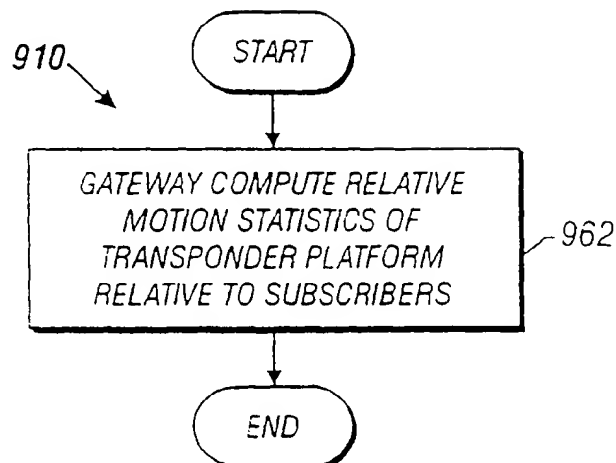 910
START
GATEWAY COMPUTE RELATIVE
MOTION STATISTICS OF
TRANSPONDER PLATFORM
RELATIVE TO SUBSCRIBERS
962
END